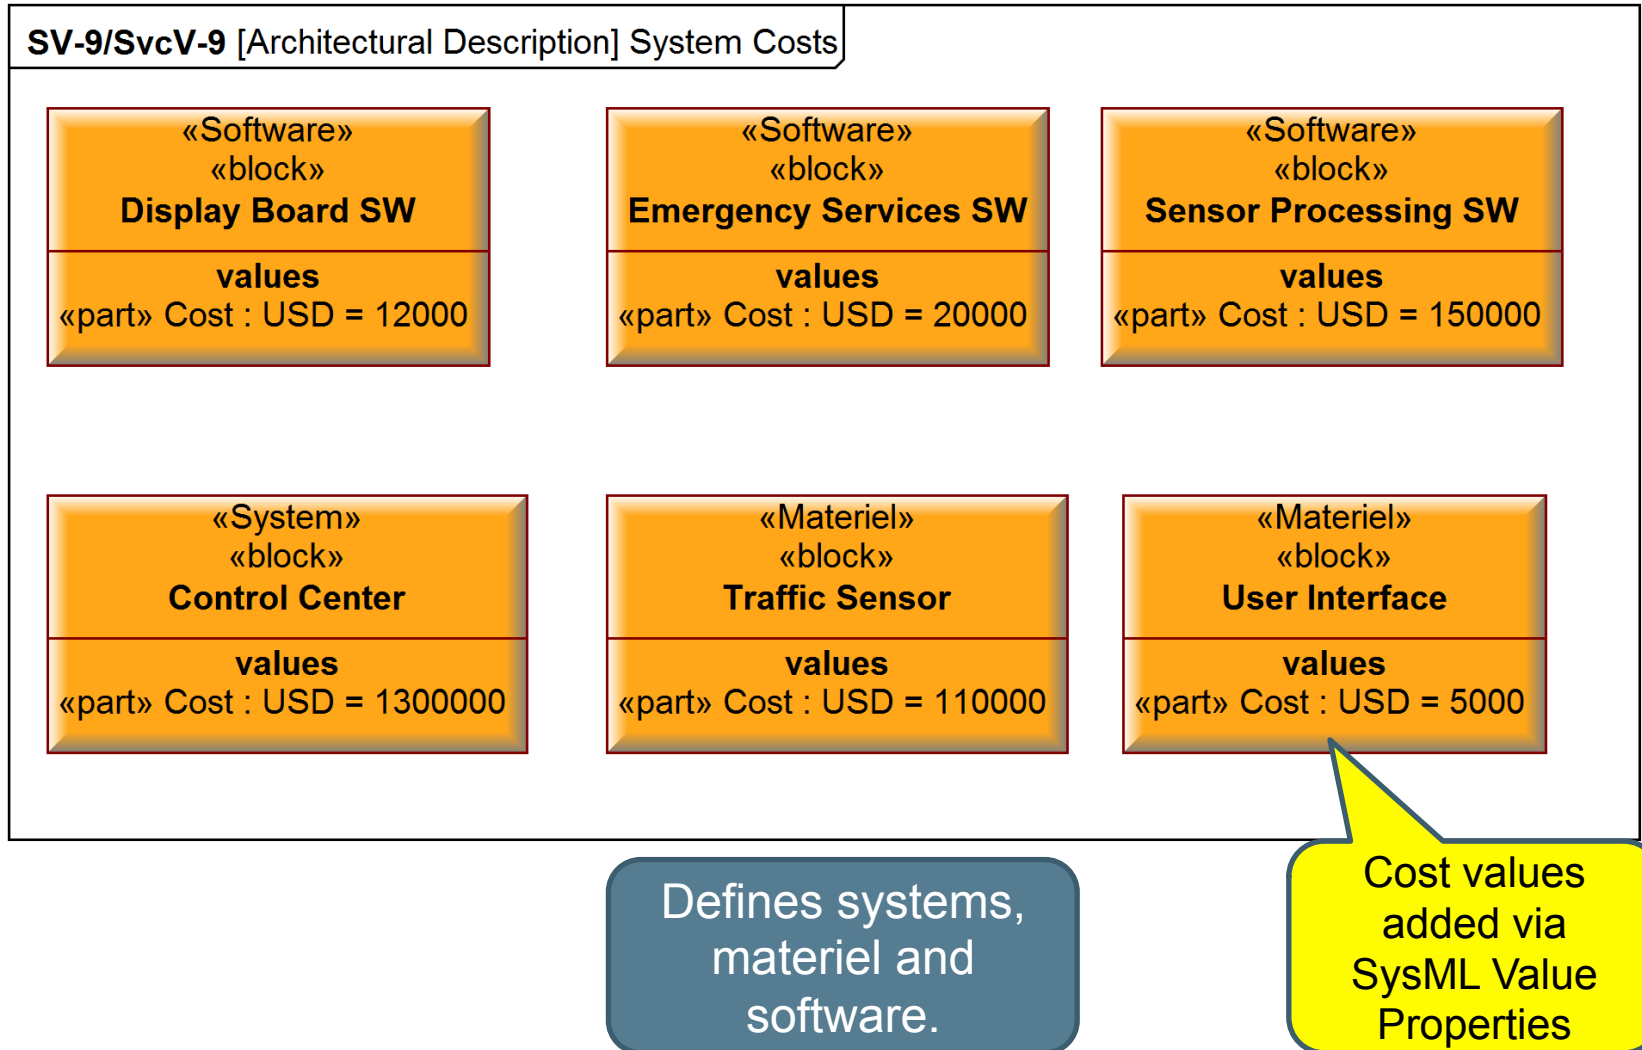 SV-9/SvcV-9 [Architectural Description] System Costs
«Software»
«block»
Display Board SW
values
«part» Cost : USD = 12000
«Software»
«block»
Emergency Services SW
values
«part» Cost : USD = 20000
«Software»
«block»
Sensor Processing SW
values
«part» Cost : USD = 150000
«System»
«block»
Control Center
values
«part» Cost : USD = 1300000
«Materiel»
«block»
Traffic Sensor
values
«part» Cost : USD = 110000
«Materiel»
«block»
User Interface
values
«part» Cost : USD = 5000
Defines systems,
materiel and
software.
Cost values
added via
SysML Value
Properties